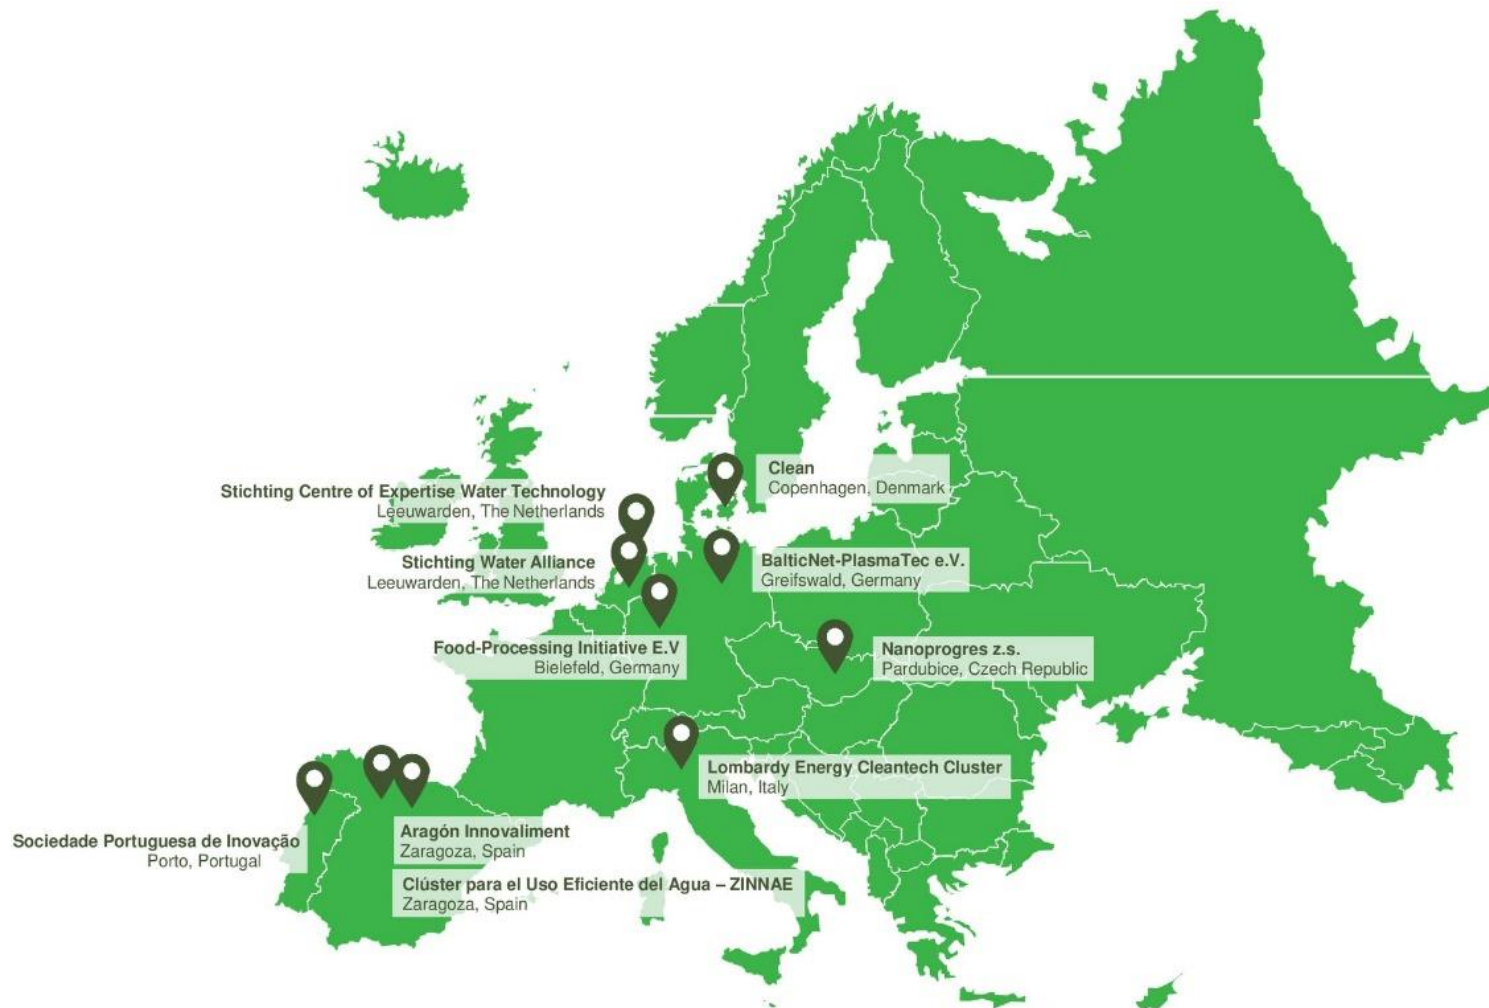 Clean
Copenhagen, Denmark
Stichting Centre of Expertise Water Technology
Leeuwarden, The Netherlands
Stichting Water Alliance
Leeuwarden, The Netherlands
BalticNet-PlasmaTec e.V.
Greifswald, Germany
Food-Processing Initiative E.V
Bielefeld, Germany
Nanoprogres z.s.
Pardubice, Czech Republic
Lombardy Energy Cleantech Cluster
Milan, Italy
Sociedade Portuguesa de Inovação
Porto, Portugal
Aragón Innovaliment
Zaragoza, Spain
Clúster para el Uso Eficiente del Agua – ZINNAE
Zaragoza, Spain